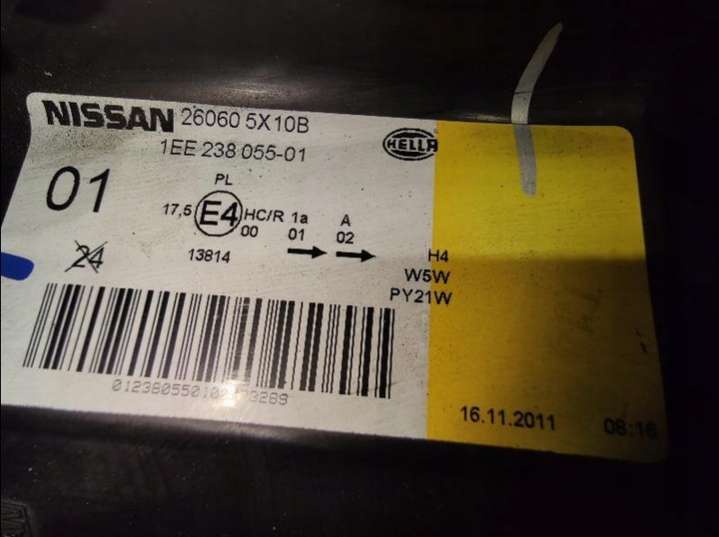 NISSAN 26060 5X10B
1EE 238 055-01
HELLA
01
PL
17,5 E4 HC/R 1a A
00 01 02
13814
24
H4
W5W
PY21W
16.11.2011 08:16